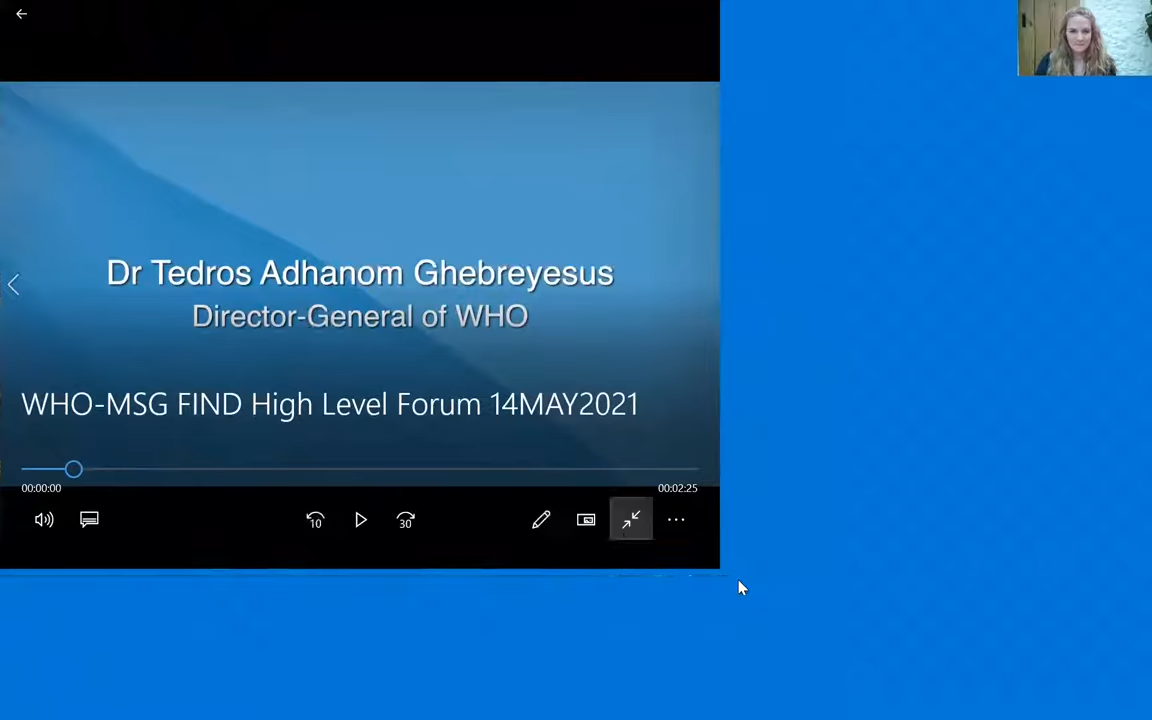 Dr Tedros Adhanom Ghebreyesus
Director-General of WHO
WHO-MSG FIND High Level Forum 14MAY2021
00:00:00
00:02:25
10
30